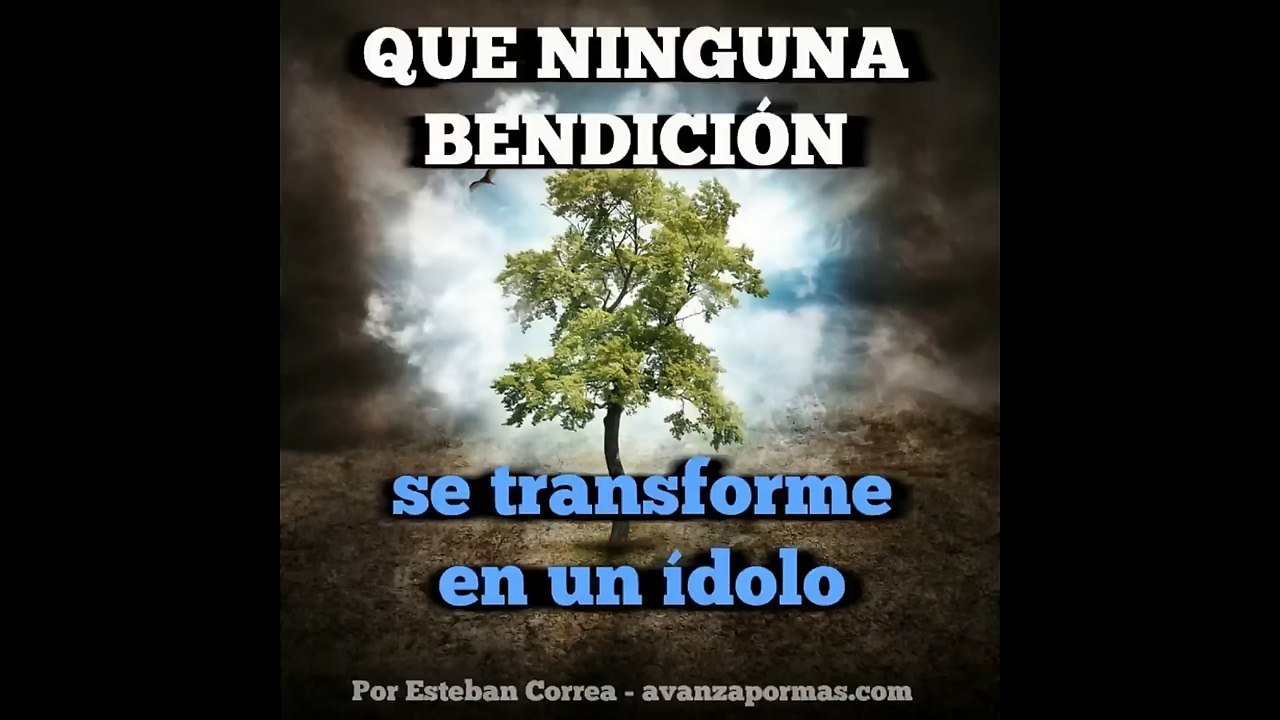 QUE NINGUNA
BENDICIÓN
se transforme
en un ídolo
Por Esteban Correa - avanzapormas.com